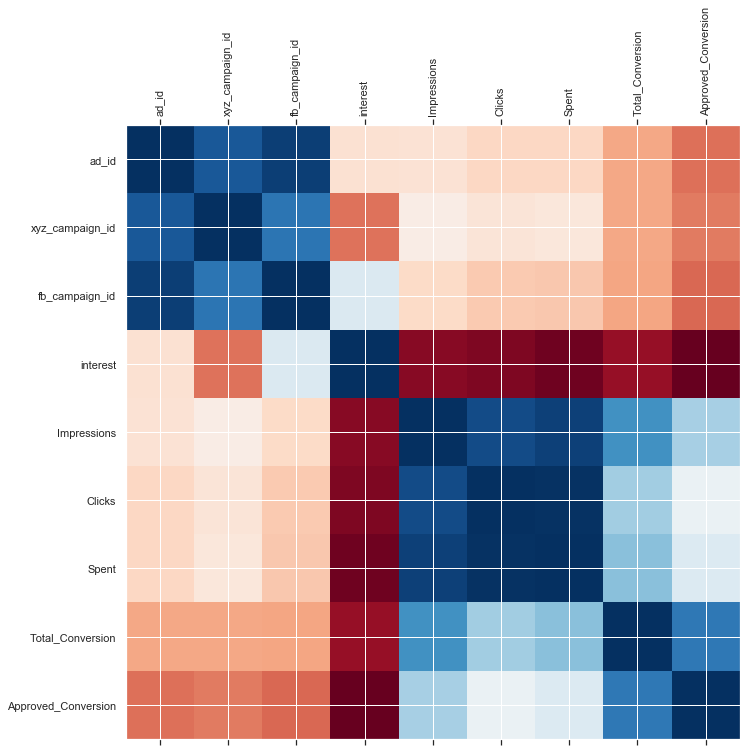 ad_id
xyz_campaign_id
fb_campaign_id
interest
Impressions
Clicks
Spent
Total_Conversion
Approved_Conversion
ad_id
xyz_campaign_id
fb_campaign_id
interest
Impressions
Clicks
Spent
Total_Conversion
Approved_Conversion